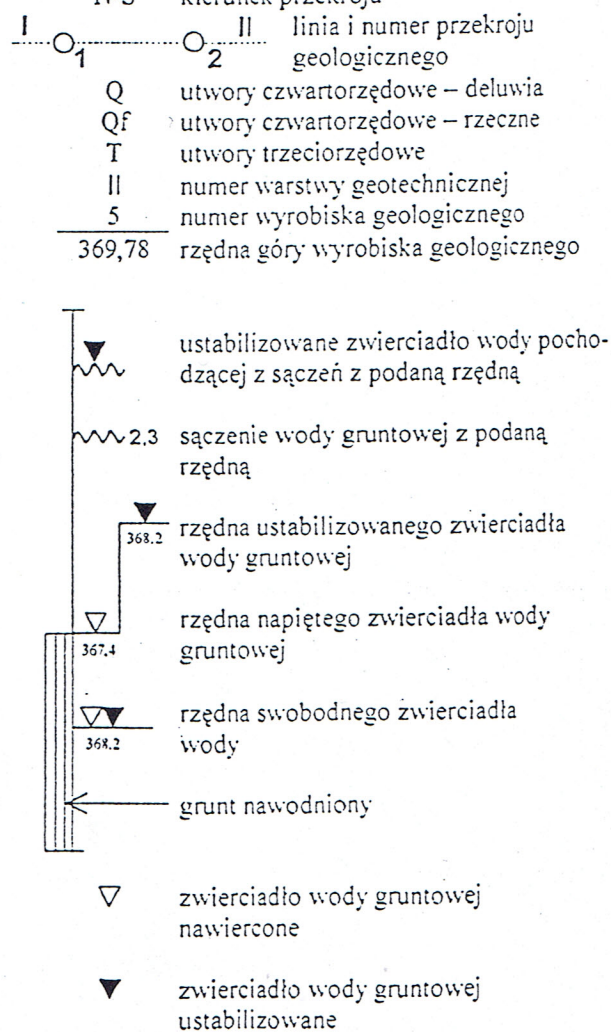 I II linia i numer przekroju
1 2 geologicznego
Q utwory czwartorzędowe – deluwia
Qf utwory czwartorzędowe – rzeczne
T utwory trzeciorzędowe
II numer warstwy geotechnicznej
5 numer wyrobiska geologicznego
369,78 rzędna góry wyrobiska geologicznego
ustabilizowane zwierciadło wody pocho-
dzącej z sączeń z podaną rzędną
2,3 sączenie wody gruntowej z podaną
rzędną
368.2 rzędna ustabilizowanego zwierciadła
wody gruntowej
rzędna napiętego zwierciadła wody
367,4 gruntowej
rzędna swobodnego zwierciadła
368.2 wody
grunt nawodniony
zwierciadło wody gruntowej
nawiercone
zwierciadło wody gruntowej
ustabilizowane